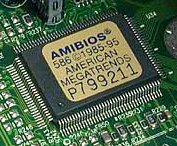 AMIBIOS®
586 © 1985-95
AMERICAN
MEGATRENDS
P799211